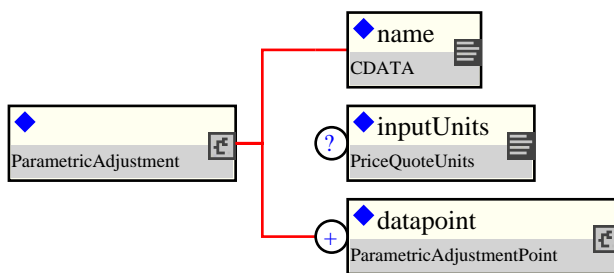 name
CDATA
ParametricAdjustment
?
inputUnits
PriceQuoteUnits
+
datapoint
ParametricAdjustmentPoint